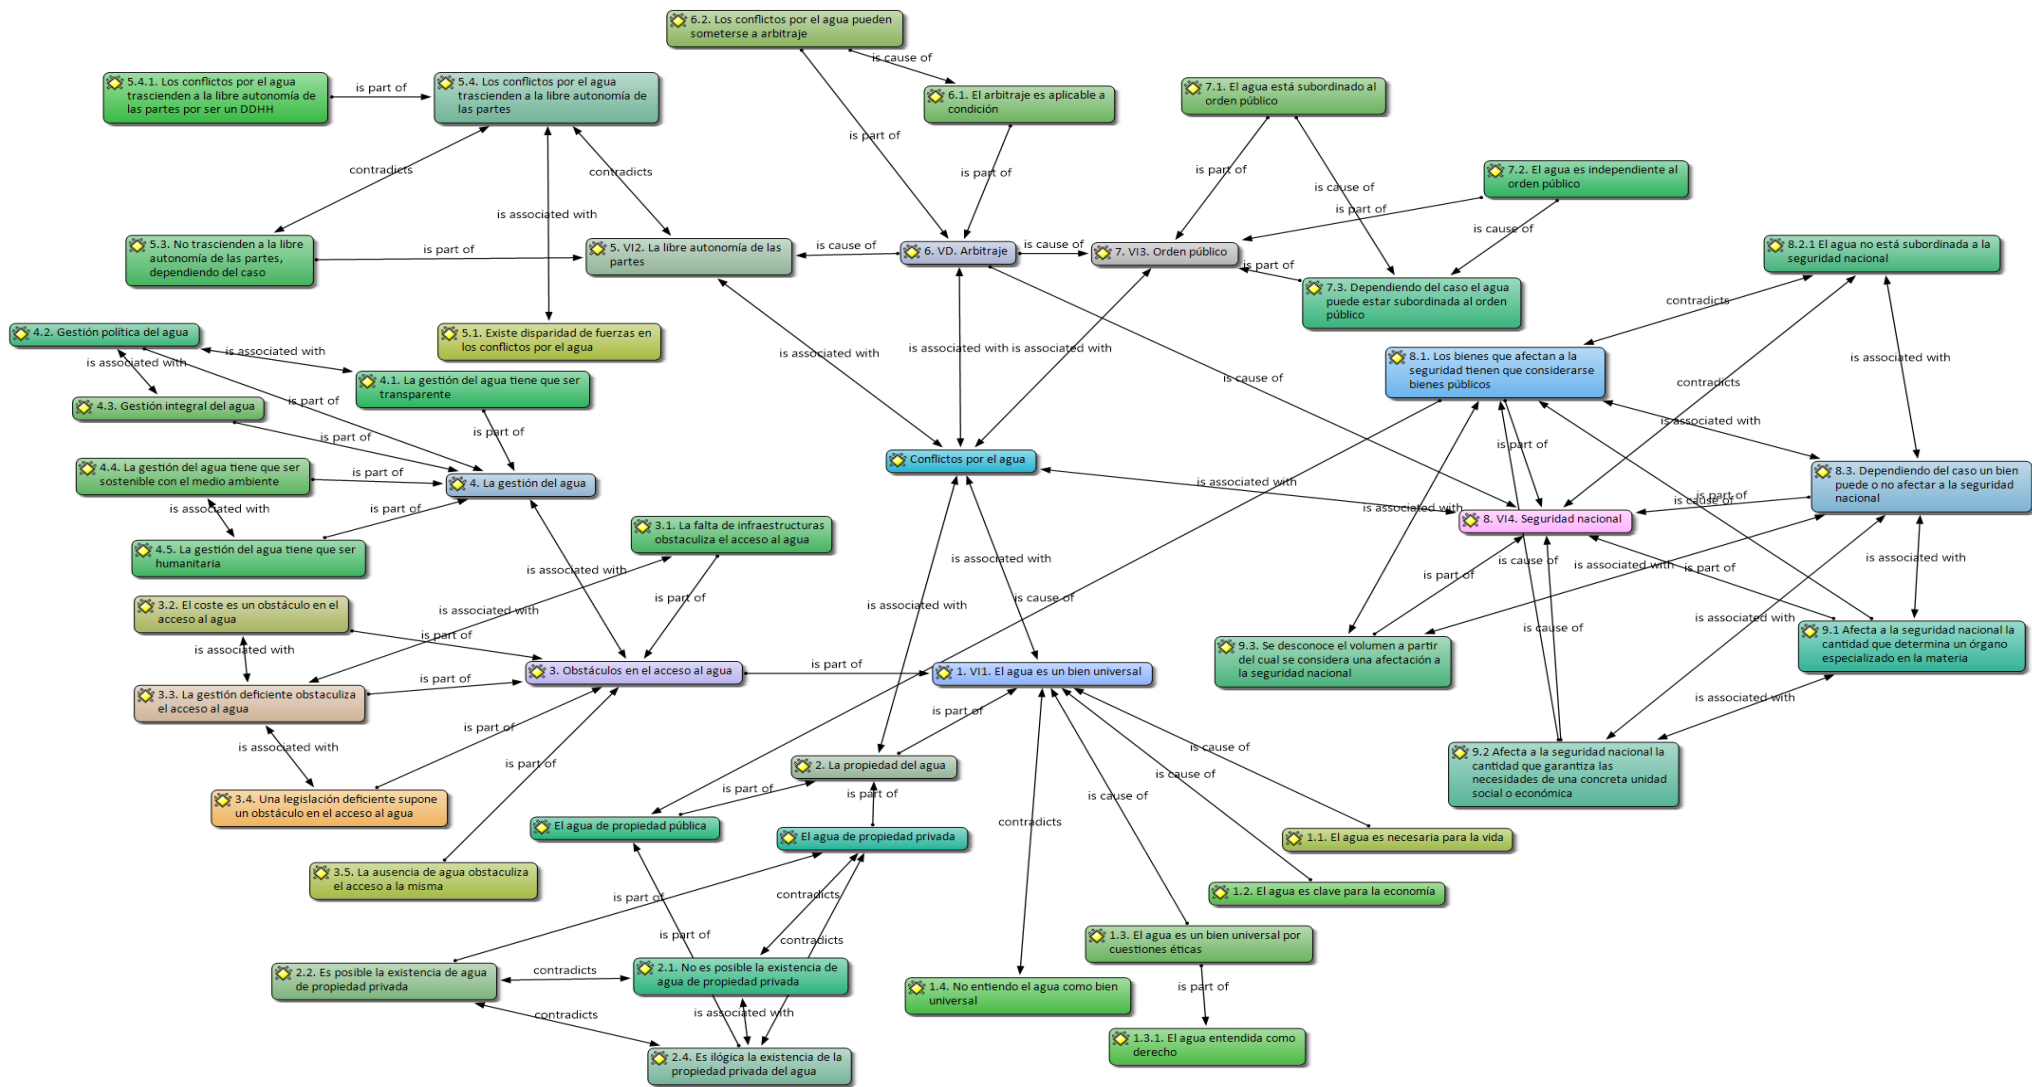 6.2. Los conflictos por el agua pueden
someterse a arbitraje
is cause of
5.4.1. Los conflictos por el agua
trascienden a la libre autonomía de
las partes por ser un DDHH
is part of
5.4. Los conflictos por el agua
trascienden a la libre autonomía de
las partes
6.1. El arbitraje es aplicable a
condición
7.1. El agua está subordinado al
orden público
is part of
contradicts
contradicts
is part of
is part of
is cause of
7.2. El agua es independiente al
orden público
is part of
is associated with
5.3. No trascienden a la libre
autonomía de las partes,
dependiendo del caso
is part of
5. VI2. La libre autonomía de las
partes
is cause of
6. VD. Arbitraje
is cause of
7. VI3. Orden público
is part of
8.2.1 El agua no está subordinada a la
seguridad nacional
7.3. Dependiendo del caso el agua
puede estar subordinada al orden
público
contradicts
4.2. Gestión política del agua
is associated with
is associated with
5.1. Existe disparidad de fuerzas en
los conflictos por el agua
is associated with
is associated with
is associated with
8.1. Los bienes que afectan a la
seguridad tienen que considerarse
bienes públicos
is associated with
4.1. La gestión del agua tiene que ser
transparente
is cause of
contradicts
4.3. Gestión integral del agua
is part of
is part of
is part of
is associated with
is part of
Conflictos por el agua
4.4. La gestión del agua tiene que ser
sostenible con el medio ambiente
is part of
4. La gestión del agua
is associated with
8.3. Dependiendo del caso un bien
puede o no afectar a la seguridad
nacional
is cause of
is part of
is associated with
is part of
is associated with
8. VI4. Seguridad nacional
3.1. La falta de infraestructuras
obstaculiza el acceso al agua
4.5. La gestión del agua tiene que ser
humanitaria
is associated with
is associated with
is cause of
is associated with
is part of
is part of
is associated with
3.2. El coste es un obstáculo en el
acceso al agua
is associated with
is part of
is cause of
is associated with
is associated with
is part of
is associated with
is cause of
9.3. Se desconoce el volumen a partir
del cual se considera una afectación a
la seguridad nacional
9.1 Afecta a la seguridad nacional la
cantidad que determina un órgano
especializado en la materia
3. Obstáculos en el acceso al agua
is part of
1. VI1. El agua es un bien universal
3.3. La gestión deficiente obstaculiza
el acceso al agua
is part of
is associated with
is part of
is part of
is associated with
is cause of
9.2 Afecta a la seguridad nacional la
cantidad que garantiza las
necesidades de una concreta unidad
social o económica
2. La propiedad del agua
is part of
is cause of
is part of
is part of
is cause of
3.4. Una legislación deficiente supone
un obstáculo en el acceso al agua
El agua de propiedad pública
El agua de propiedad privada
contradicts
1.1. El agua es necesaria para la vida
3.5. La ausencia de agua obstaculiza
el acceso a la misma
1.2. El agua es clave para la economía
is part of
contradicts
is part of
contradicts
1.3. El agua es un bien universal por
cuestiones éticas
2.2. Es posible la existencia de agua
de propiedad privada
contradicts
2.1. No es posible la existencia de
agua de propiedad privada
1.4. No entiendo el agua como bien
universal
is part of
contradicts
is associated with
1.3.1. El agua entendida como
derecho
2.4. Es ilógica la existencia de la
propiedad privada del agua